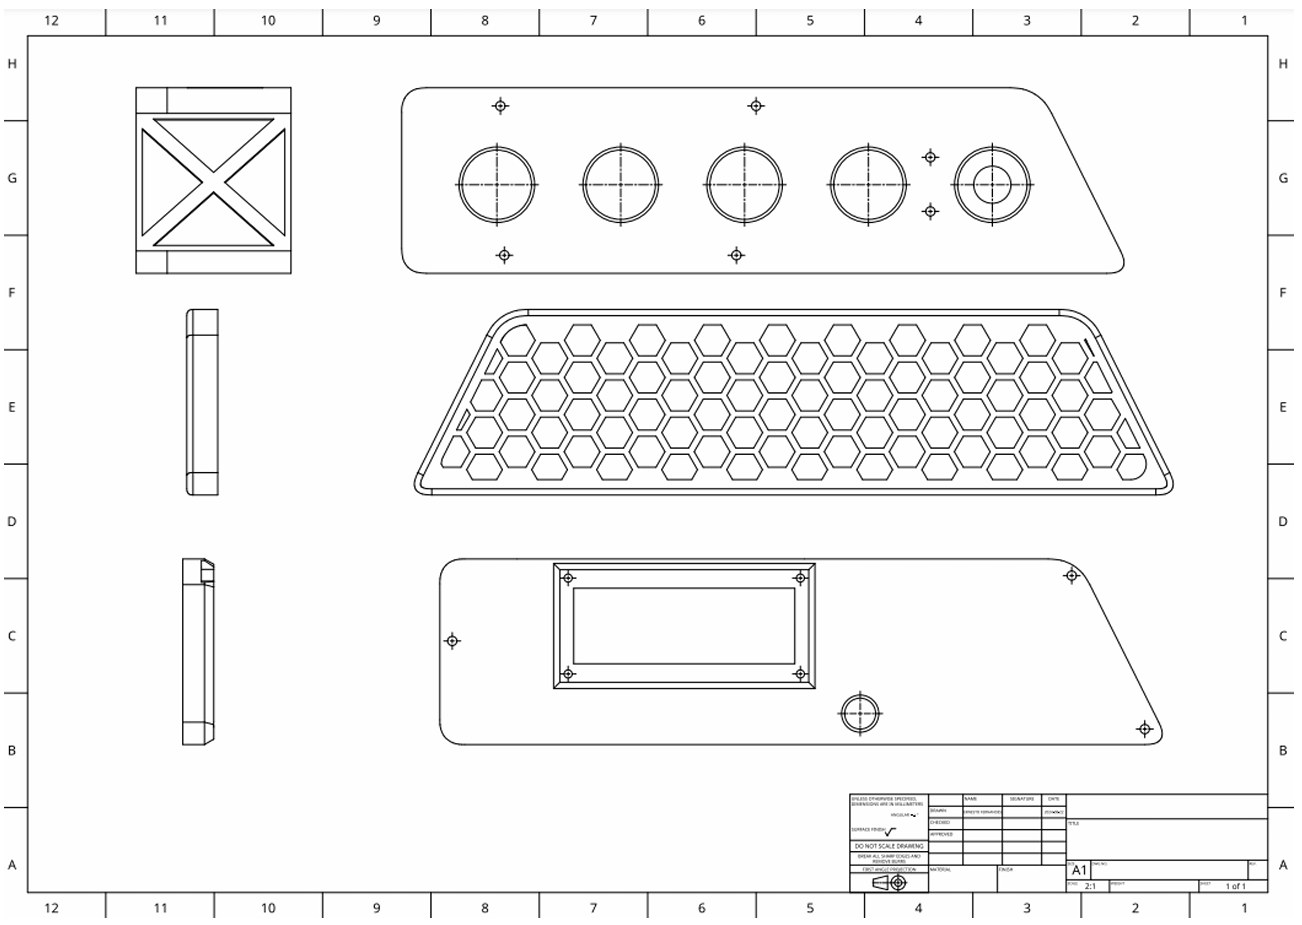 12 11 10 9 8 7 6 5 4 3 2 1
H H
G G
F F
E E
D D
C C
B B
A A
UNLESS OTHERWISE SPECIFIED,
DIMENSIONS ARE IN MILLIMETERS
ANGULAR =
SURFACE FINISH
DO NOT SCALE DRAWING
BREAK ALL SHARP EDGES AND
REMOVE BURRS
FIRST ANGLE PROJECTION
NAME SIGNATURE DATE
DRAWN
CHECKED
APPROVED
MATERIAL FINISH
TITLE
SIZE DWG NO. REV.
A1
SCALE WEIGHT SHEET
2:1 1 of 1
12 11 10 9 8 7 6 5 4 3 2 1